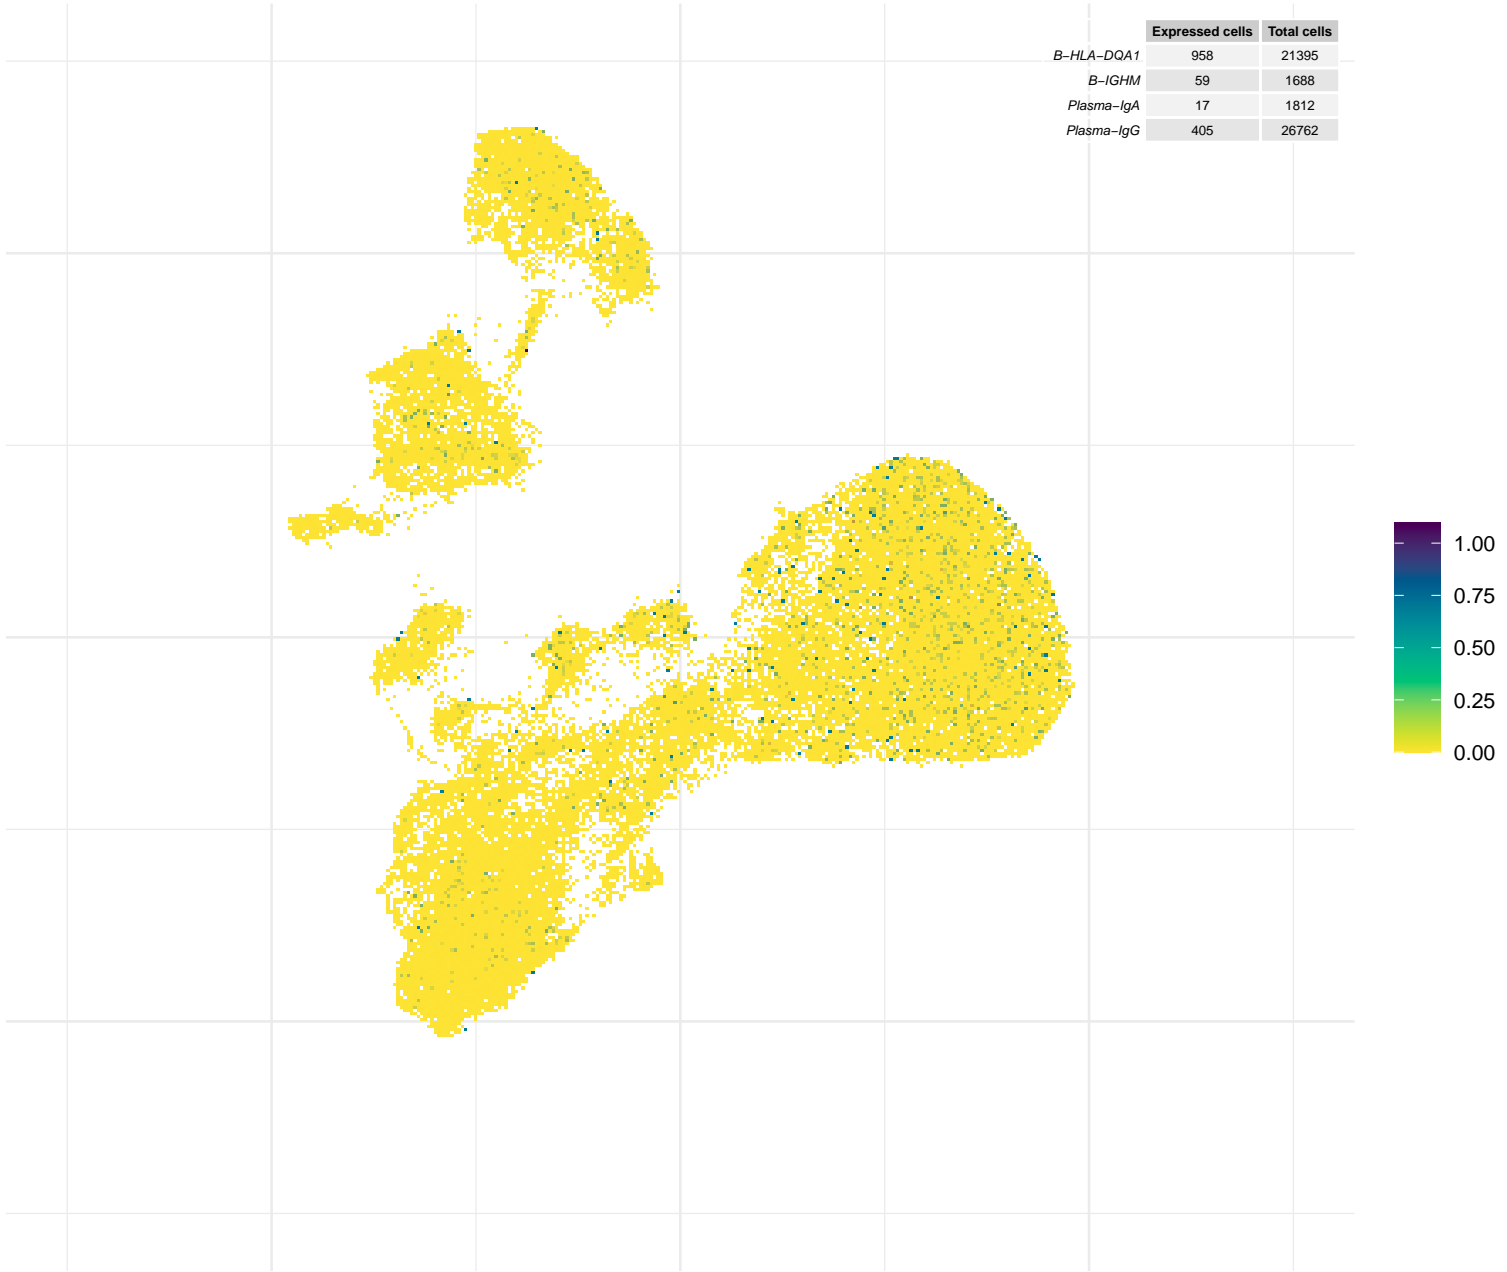 Expressed cells Total cells
B−HLA−DQA1 958 21395
B−IGHM 59 1688
Plasma−IgA 17 1812
Plasma−IgG 405 26762
1.00
0.75
0.50
0.25
0.00